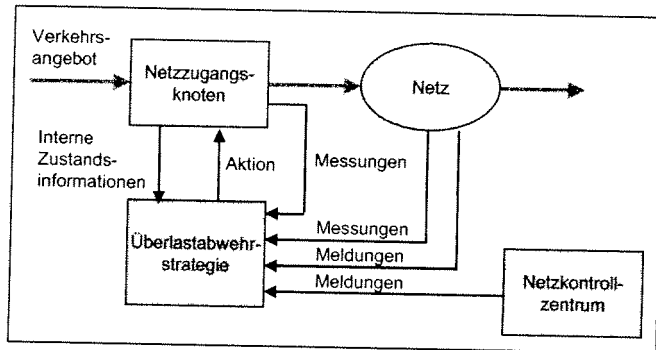 Verkehrs-
angebot
Netzzugangs-
knoten
Netz
Interne
Zustands-
informationen
Aktion
Messungen
Überlastabwehr-
strategie
Messungen
Meldungen
Meldungen
Netzkontroll-
zentrum